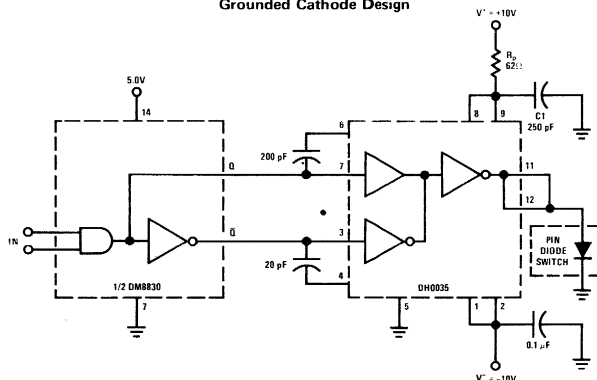 Grounded Cathode Design
V⁺ = +10V
Rₚ
62Ω
5.0V
14
8
9
C1
250 pF
6
200 pF
Q
7
11
12
IN
Q̄
3
PIN
DIODE
SWITCH
20 pF
4
1/2 DM8830
DH0035
7
5
1
2
0.1 μF
V⁻ = -10V